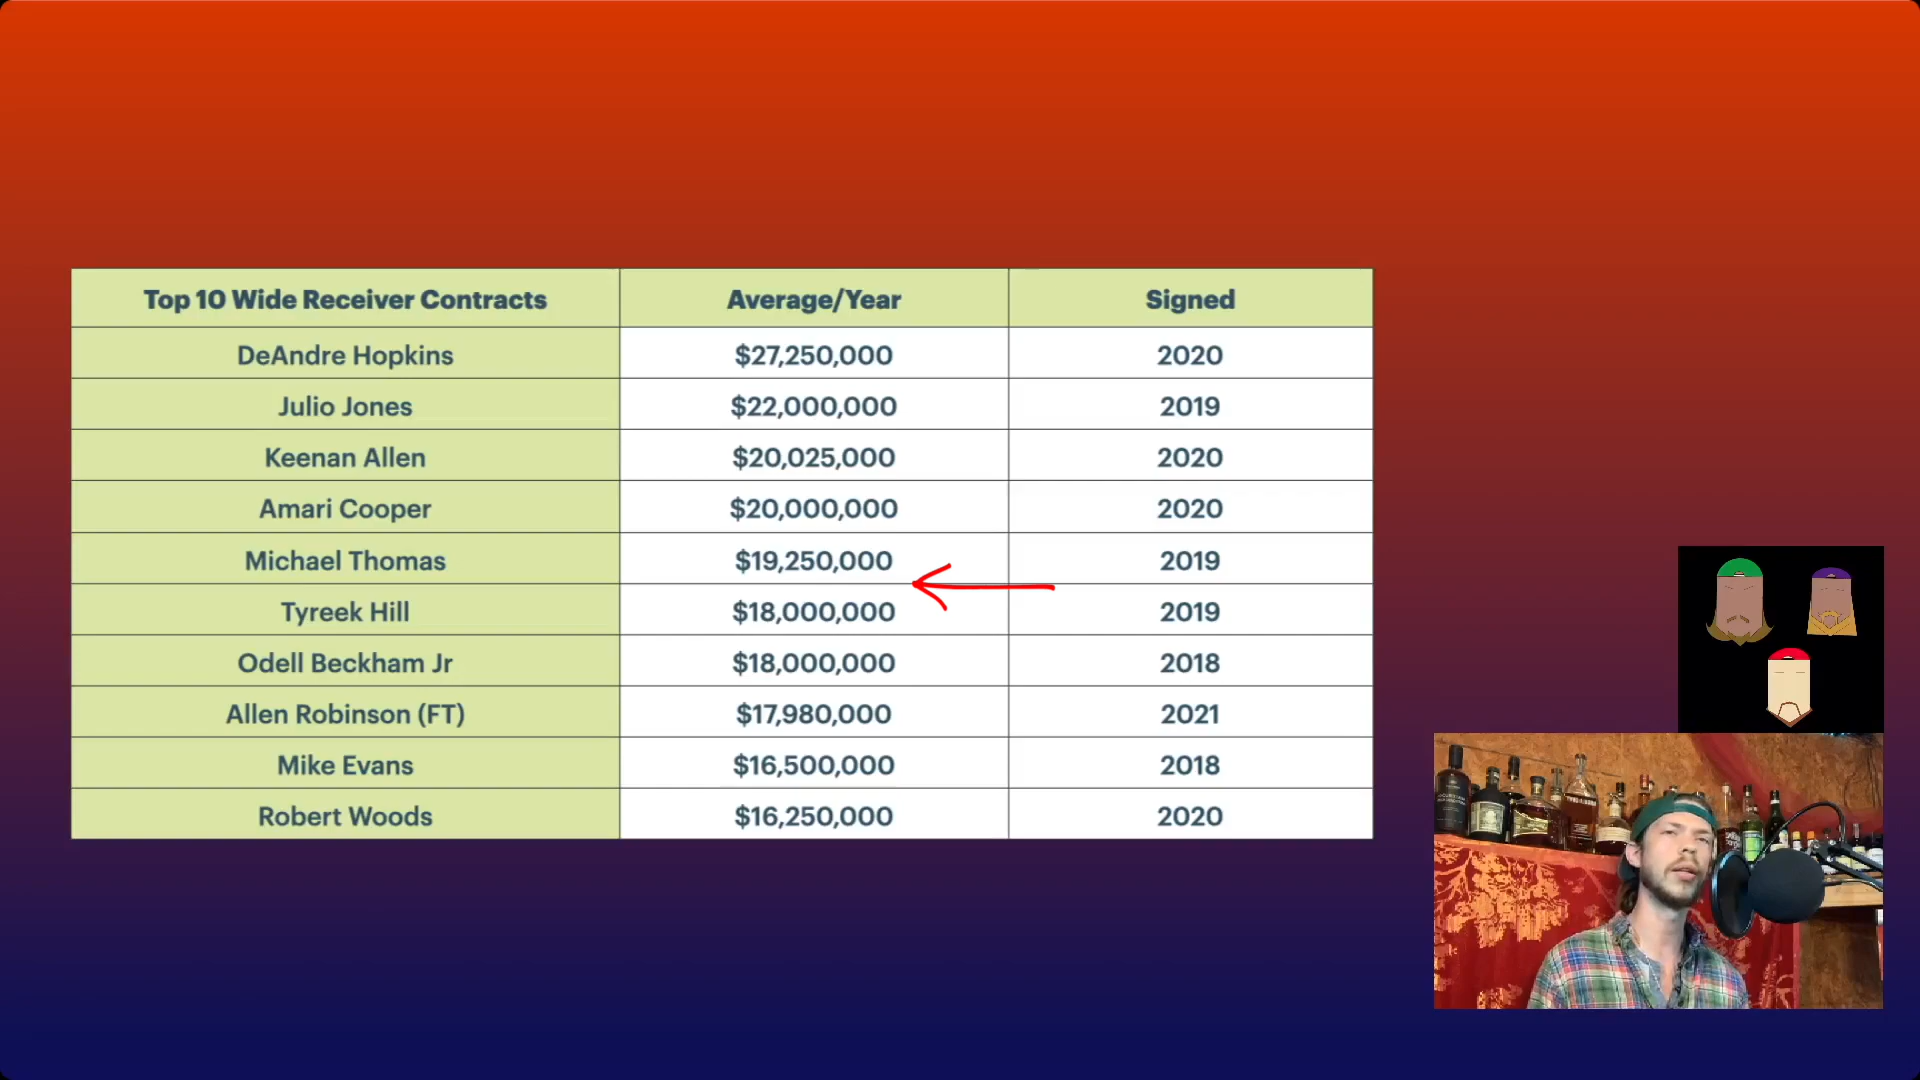 Top 10 Wide Receiver Contracts Average/Year Signed
DeAndre Hopkins $27,250,000 2020
Julio Jones $22,000,000 2019
Keenan Allen $20,025,000 2020
Amari Cooper $20,000,000 2020
Michael Thomas $19,250,000 2019
Tyreek Hill $18,000,000 2019
Odell Beckham Jr $18,000,000 2018
Allen Robinson (FT) $17,980,000 2021
Mike Evans $16,500,000 2018
Robert Woods $16,250,000 2020